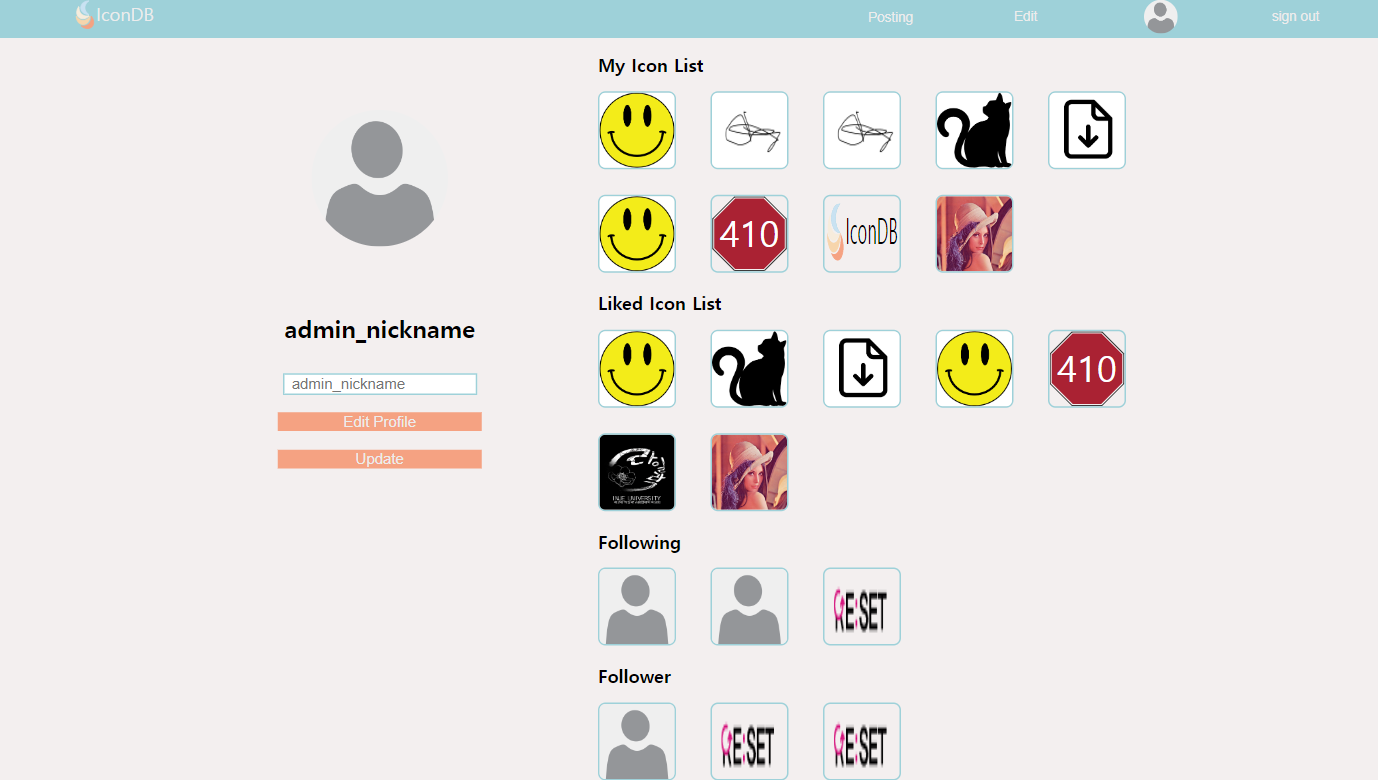 IconDB
Posting
Edit
sign out
My Icon List
410
IconDB
admin_nickname
admin_nickname
Edit Profile
Update
Liked Icon List
410
INJE UNIVERSITY
Following
RE:SET
Follower
RE:SET
RE:SET